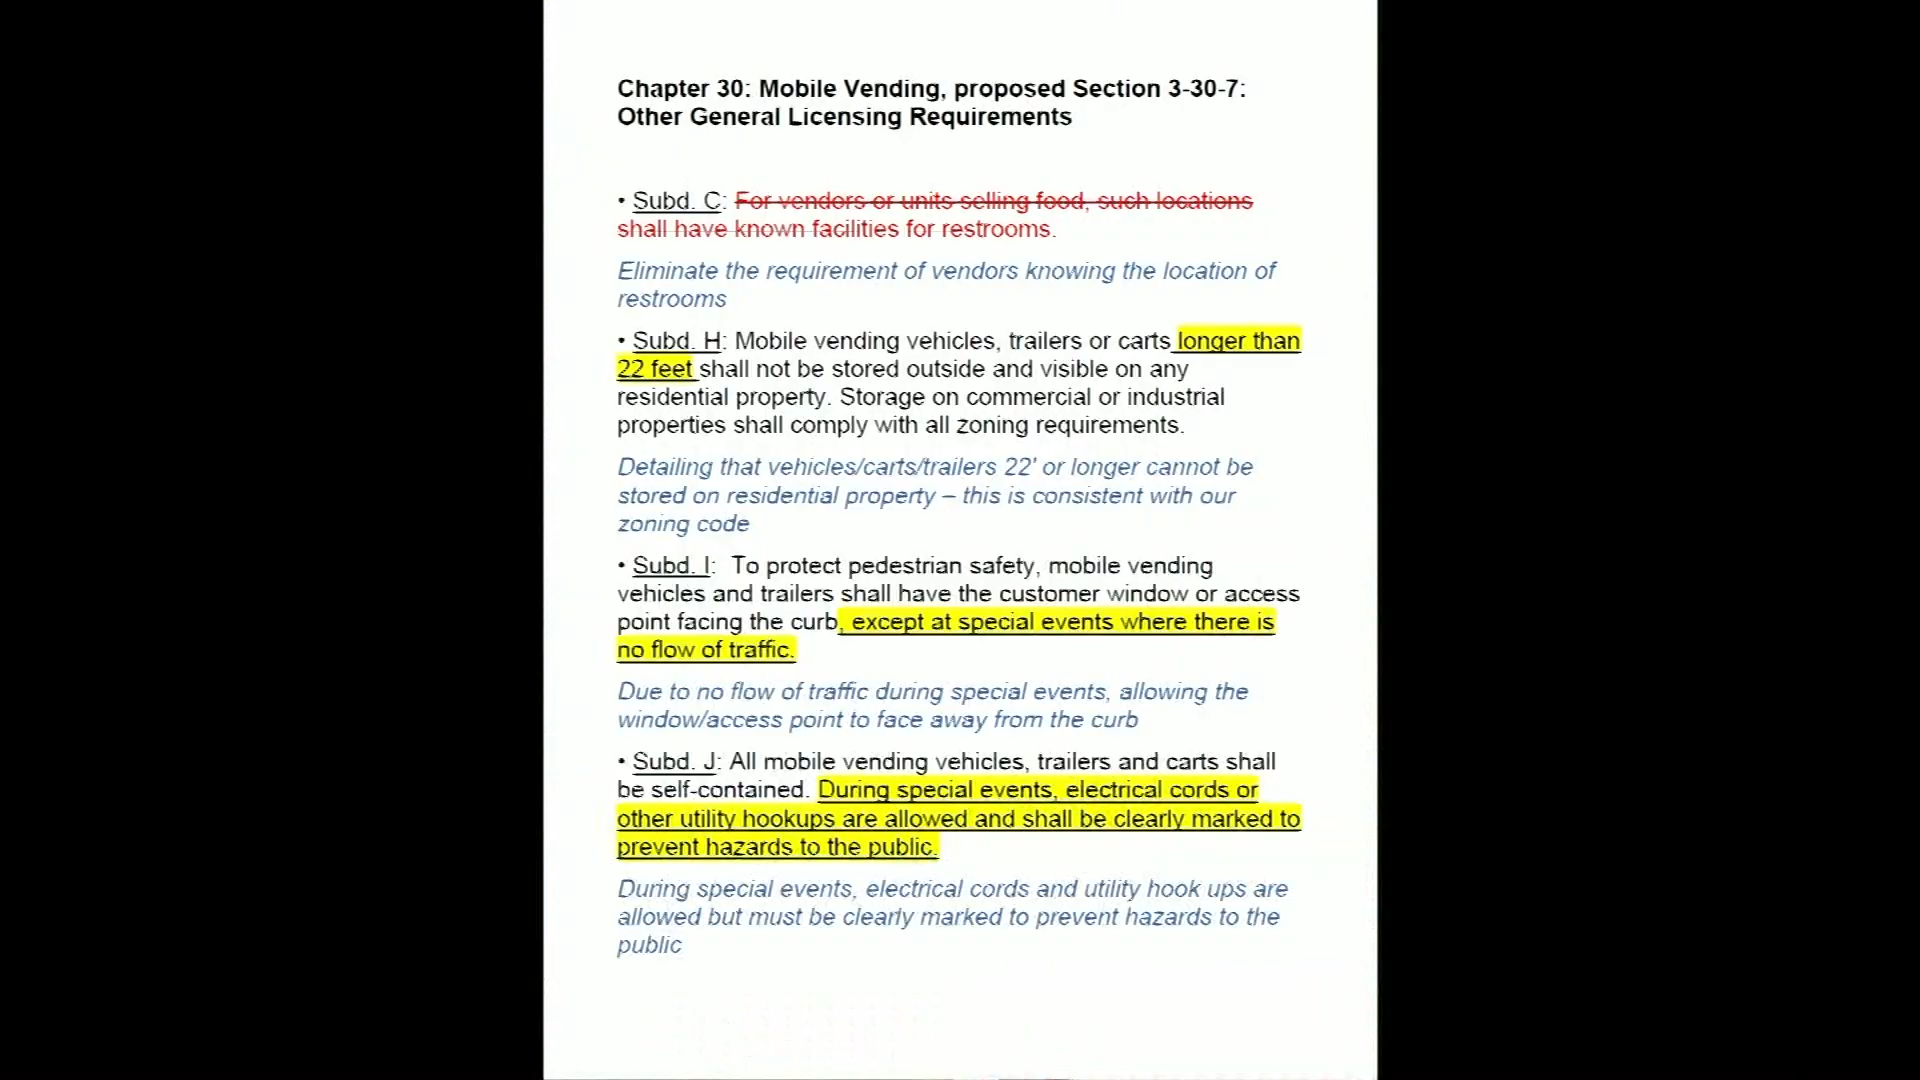 Chapter 30: Mobile Vending, proposed Section 3-30-7:
Other General Licensing Requirements
• Subd. C: For vendors or units selling food, such locations
shall have known facilities for restrooms.
Eliminate the requirement of vendors knowing the location of
restrooms
• Subd. H: Mobile vending vehicles, trailers or carts longer than
22 feet shall not be stored outside and visible on any
residential property. Storage on commercial or industrial
properties shall comply with all zoning requirements.
Detailing that vehicles/carts/trailers 22' or longer cannot be
stored on residential property – this is consistent with our
zoning code
• Subd. I:  To protect pedestrian safety, mobile vending
vehicles and trailers shall have the customer window or access
point facing the curb, except at special events where there is
no flow of traffic.
Due to no flow of traffic during special events, allowing the
window/access point to face away from the curb
• Subd. J: All mobile vending vehicles, trailers and carts shall
be self-contained. During special events, electrical cords or
other utility hookups are allowed and shall be clearly marked to
prevent hazards to the public.
During special events, electrical cords and utility hook ups are
allowed but must be clearly marked to prevent hazards to the
public